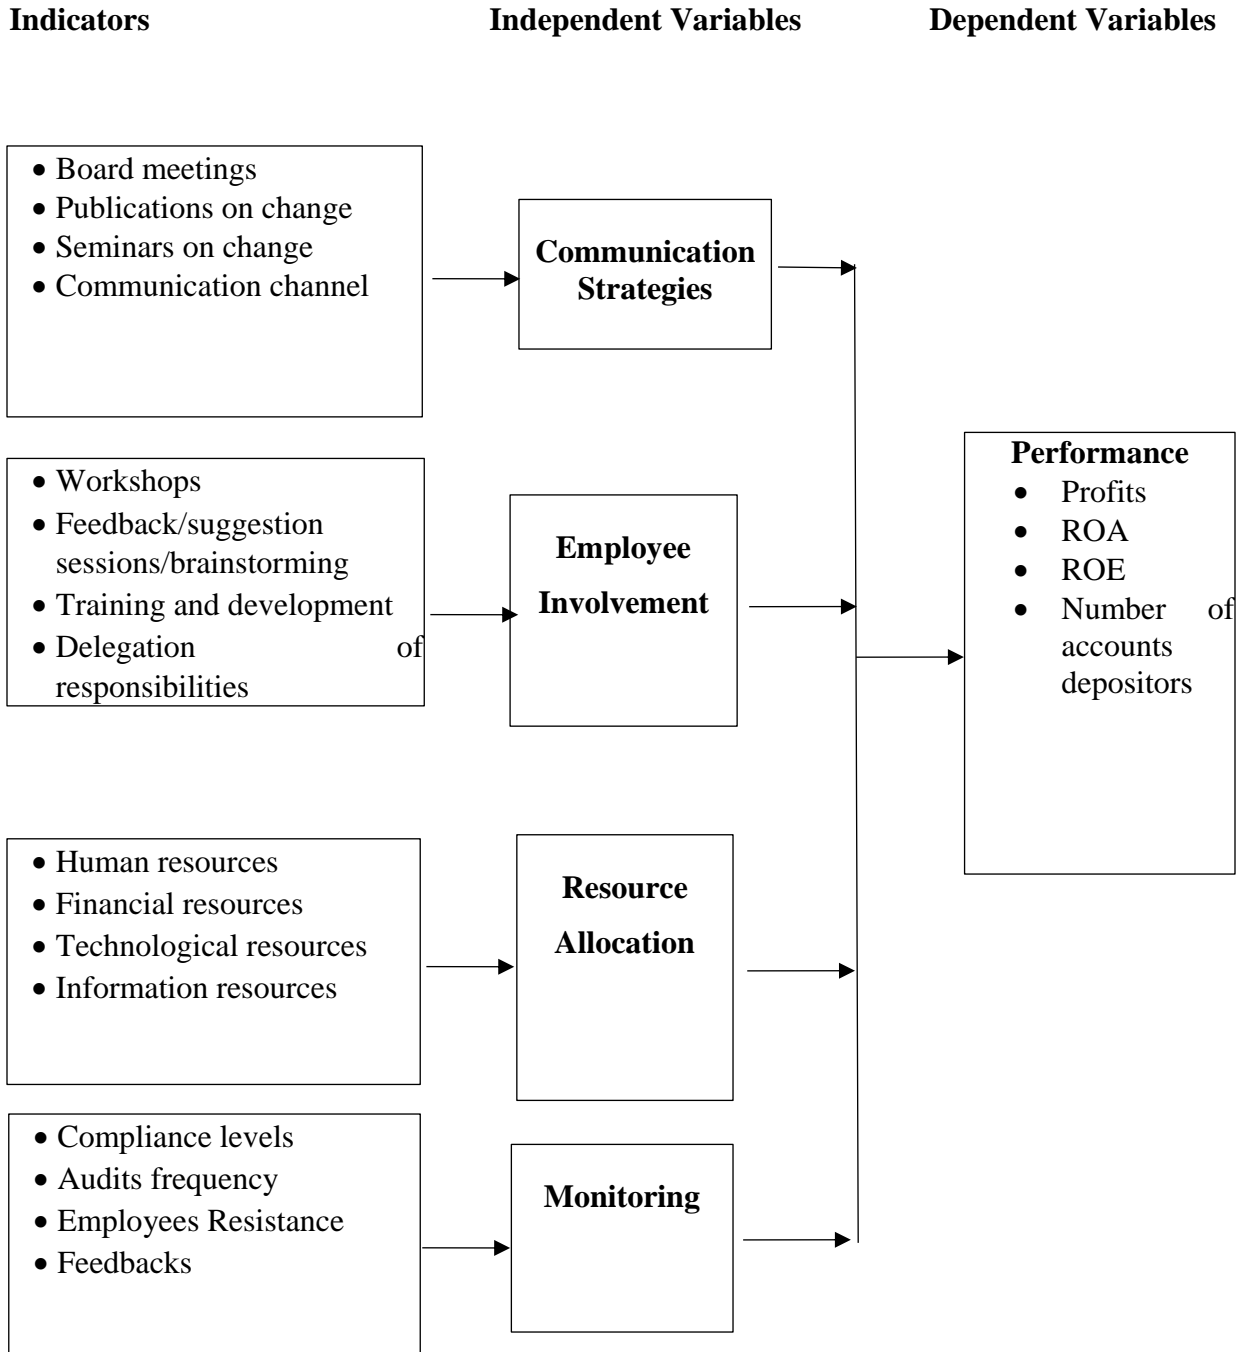 Indicators Independent Variables Dependent Variables
• Board meetings
• Publications on change
• Seminars on change
• Communication channel
Communication
Strategies
• Workshops
• Feedback/suggestion
sessions/brainstorming
• Training and development
• Delegation of
responsibilities
Employee
Involvement
Performance
• Profits
• ROA
• ROE
• Number of
accounts
depositors
• Human resources
• Financial resources
• Technological resources
• Information resources
Resource
Allocation
• Compliance levels
• Audits frequency
• Employees Resistance
• Feedbacks
Monitoring